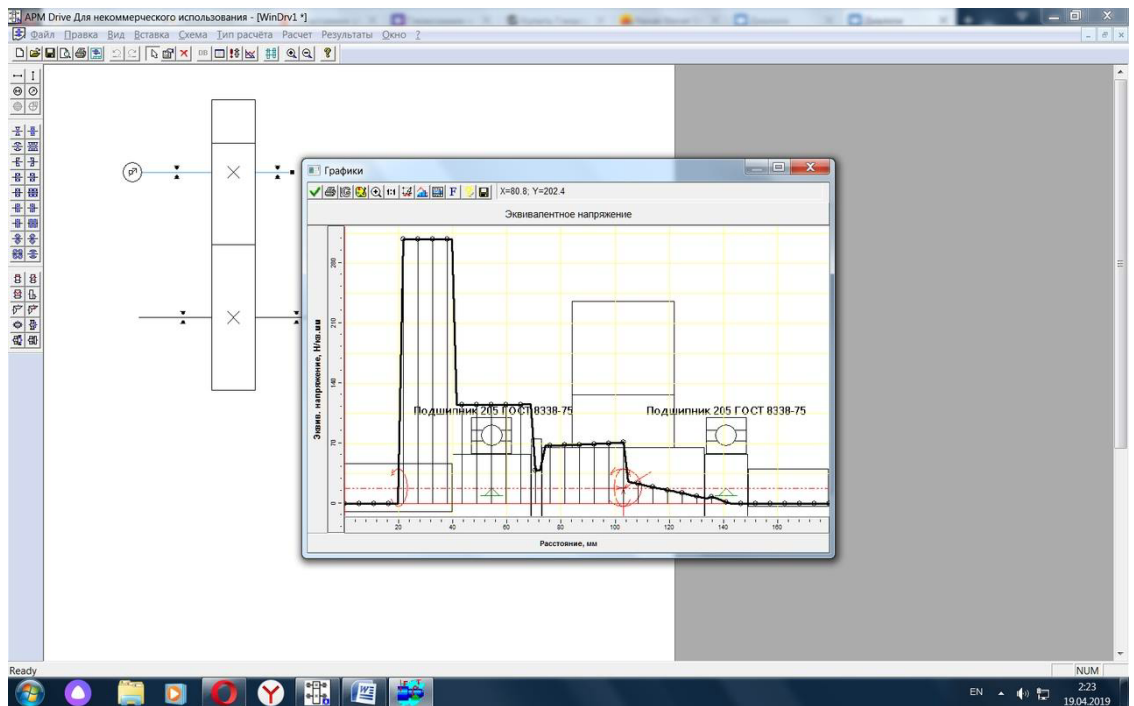 APM Drive Для некоммерческого использования - [WinDrv1 *]
Файл Правка Вид Вставка Схема Тип расчёта Расчет Результаты Окно ?
Графики
1:1 F X=80.8; Y=202.4
Эквивалентное напряжение
Эквив. напряжение, Н/кв.мм
280
210
140
70
0
Подшипник 205 ГОСТ 8338-75
Подшипник 205 ГОСТ 8338-75
20 40 60 80 100 120 140 160
Расстояние, мм
Ready
NUM
EN
2:23
19.04.2019